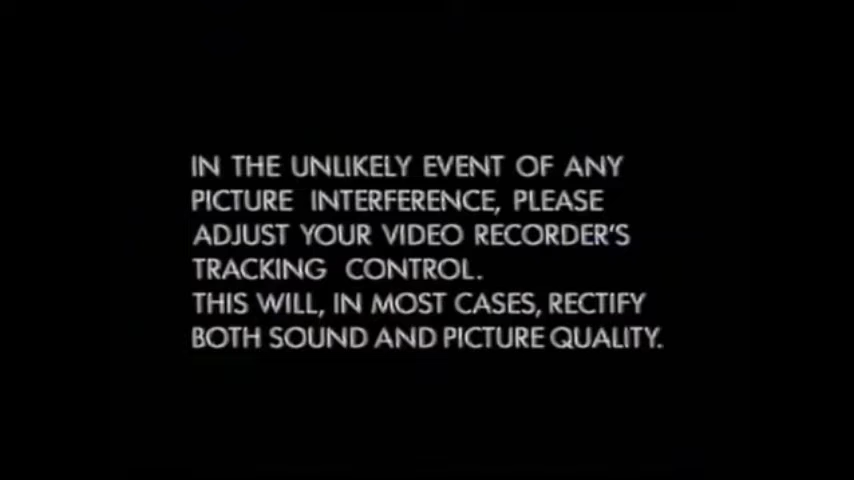 IN THE UNLIKELY EVENT OF ANY
PICTURE INTERFERENCE, PLEASE
ADJUST YOUR VIDEO RECORDER'S
TRACKING CONTROL.
THIS WILL, IN MOST CASES, RECTIFY
BOTH SOUND AND PICTURE QUALITY.